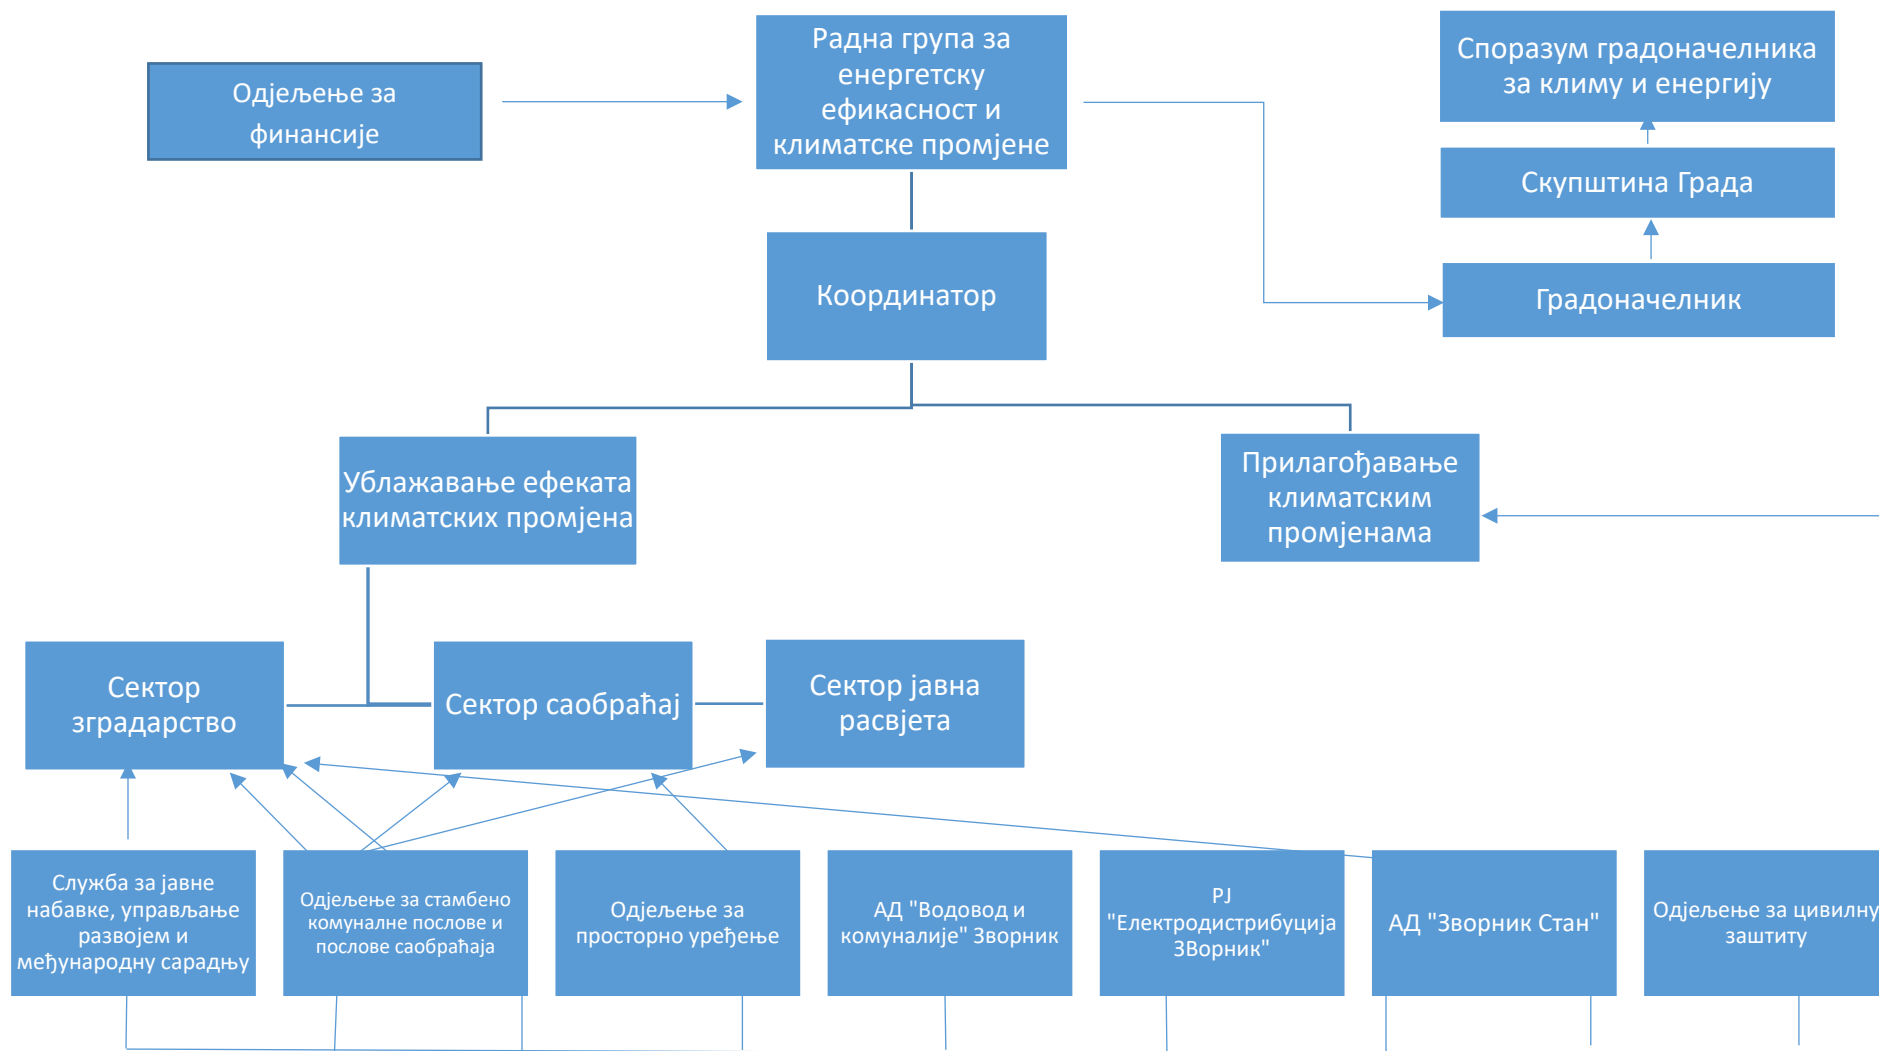 Одјељење за
финансије
Радна група за
енергетску
ефикасност и
климатске промјене
Споразум градоначелника
за климу и енергију
Скупштина Града
Градоначелник
Координатор
Ублажавање ефеката
климатских промјена
Прилагођавање
климатским
промјенама
Сектор
зградарство
Сектор саобраћај
Сектор јавна
расвјета
Служба за јавне
набавке, управљање
развојем и
међународну сарадњу
Одјељење за стамбено
комуналне послове и
послове саобраћаја
Одјељење за
просторно уређење
АД "Водовод и
комуналије" Зворник
РЈ
"Електродистрибуција
ЗВорник"
АД "Зворник Стан"
Одјељење за цивилну
заштиту